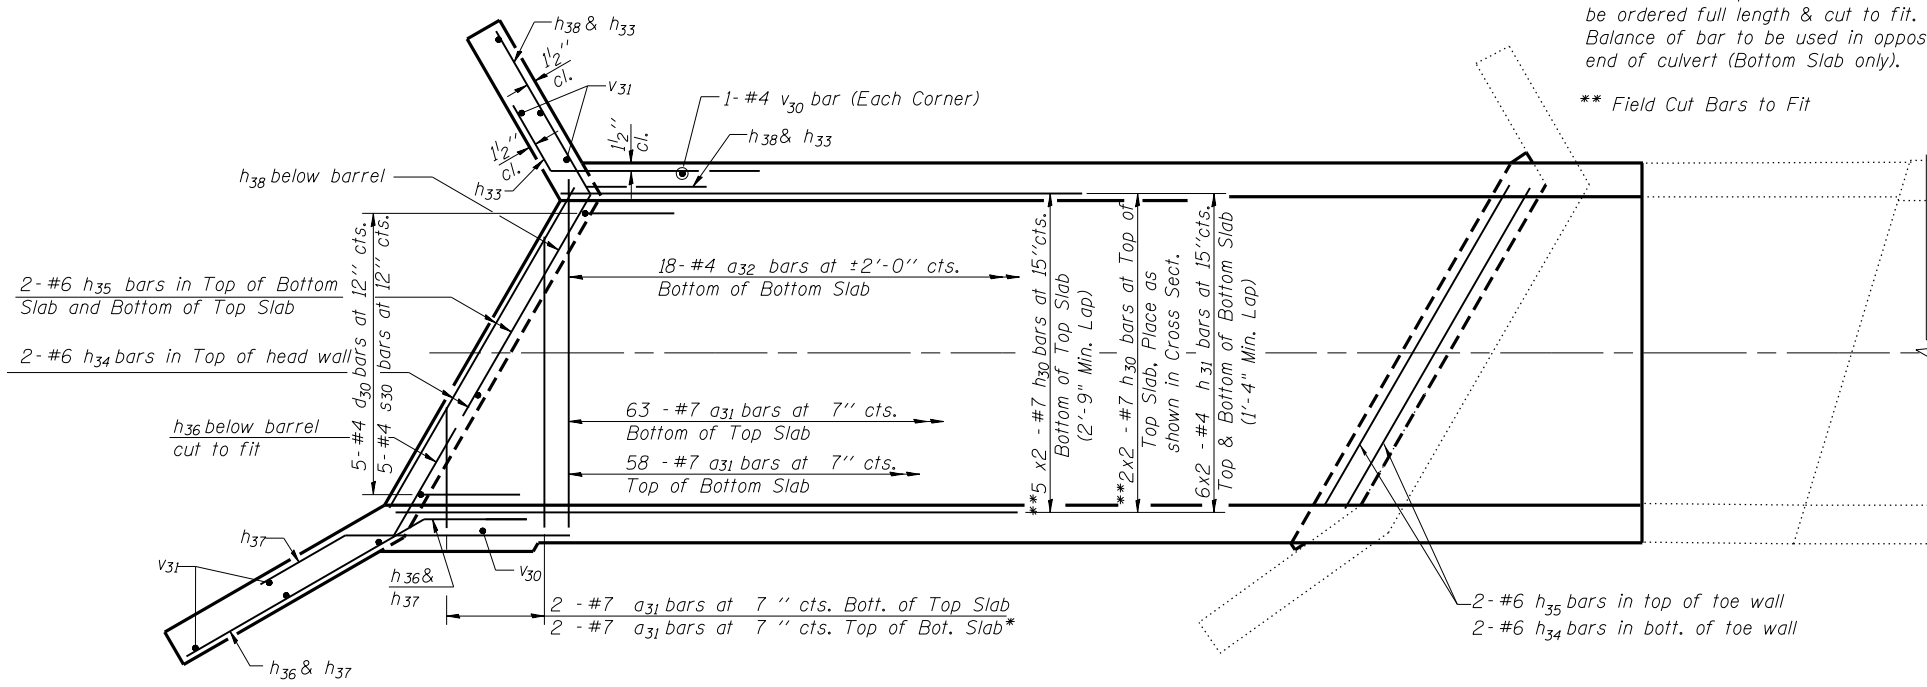 be ordered full length & cut to fit.
Balance of bar to be used in oppos
end of culvert (Bottom Slab only).
** Field Cut Bars to Fit
h38 & h33
1½" cl.
v31
1-#4 v30 bar (Each Corner)
1½" cl.
h38 & h33
1½" cl.
h33
h38 below barrel
2-#6 h35 bars in Top of Bottom
Slab and Bottom of Top Slab
2-#6 h34 bars in Top of head wall
h36 below barrel
cut to fit
5-#4 d30 bars at 12" cts.
5-#4 s30 bars at 12" cts.
18-#4 a32 bars at ±2'-0" cts.
Bottom of Bottom Slab
63 -#7 a31 bars at 7" cts.
Bottom of Top Slab
58 -#7 a31 bars at 7" cts.
Top of Bottom Slab
**5 x2 -#7 h30 bars at 15"cts.
Bottom of Top Slab
(2'-9" Min. Lap)
**2x2 -#7 h30 bars at Top of
Top Slab. Place as
shown in Cross Sect.
6x2 -#4 h31 bars at 15"cts.
Top & Bottom of Bottom Slab
(1'-4" Min. Lap)
h37
v31
h36 &
h37
v30
h36 & h37
2 -#7 a31 bars at 7 " cts. Bott. of Top Slab
2 -#7 a31 bars at 7 " cts. Top of Bot. Slab*
2-#6 h35 bars in top of toe wall
2-#6 h34 bars in bott. of toe wall